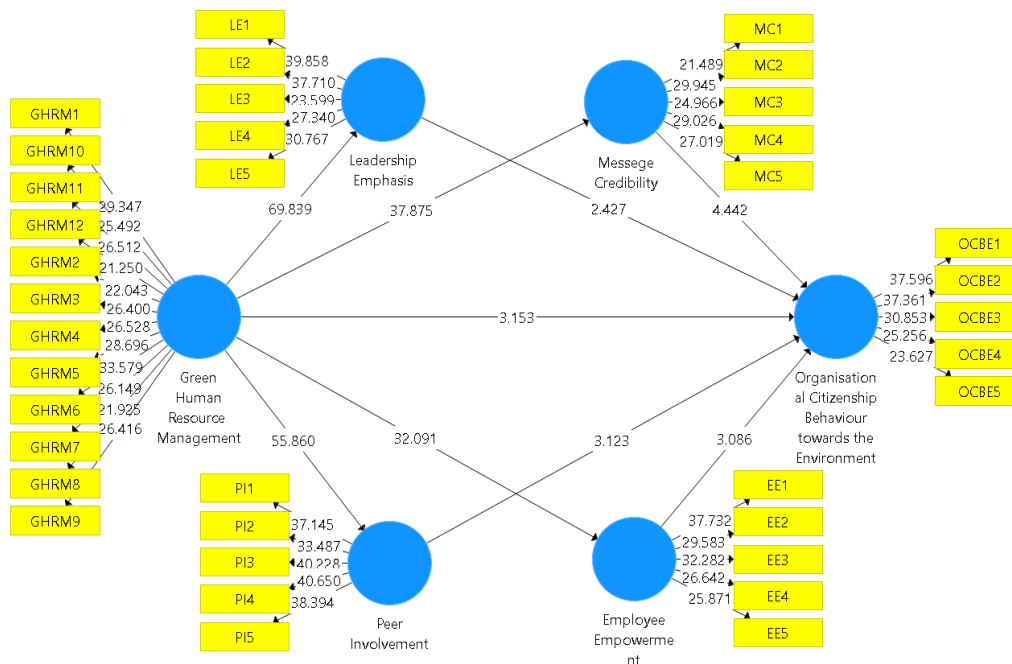 LE1
LE2
LE3
LE4
LE5
39.858
37.710
23.599
27.340
30.767
Leadership
Emphasis
MC1
MC2
MC3
MC4
MC5
21.489
29.945
24.966
29.026
27.019
Messege
Credibility
GHRM1
GHRM10
GHRM11
GHRM12
GHRM2
GHRM3
GHRM4
GHRM5
GHRM6
GHRM7
GHRM8
GHRM9
29.347
25.492
26.512
21.250
22.043
26.400
26.528
28.696
33.579
26.149
21.925
26.416
Green
Human
Resource
Management
69.839
37.875
2.427
4.442
3.153
55.860
32.091
3.123
3.086
OCBE1
OCBE2
OCBE3
OCBE4
OCBE5
37.596
37.361
30.853
25.256
23.627
Organisation
al Citizenship
Behaviour
towards the
Environment
PI1
PI2
PI3
PI4
PI5
37.145
33.487
40.228
40.650
38.394
Peer
Involvement
EE1
EE2
EE3
EE4
EE5
37.732
29.583
32.282
26.642
25.871
Employee
Empowerme
nt